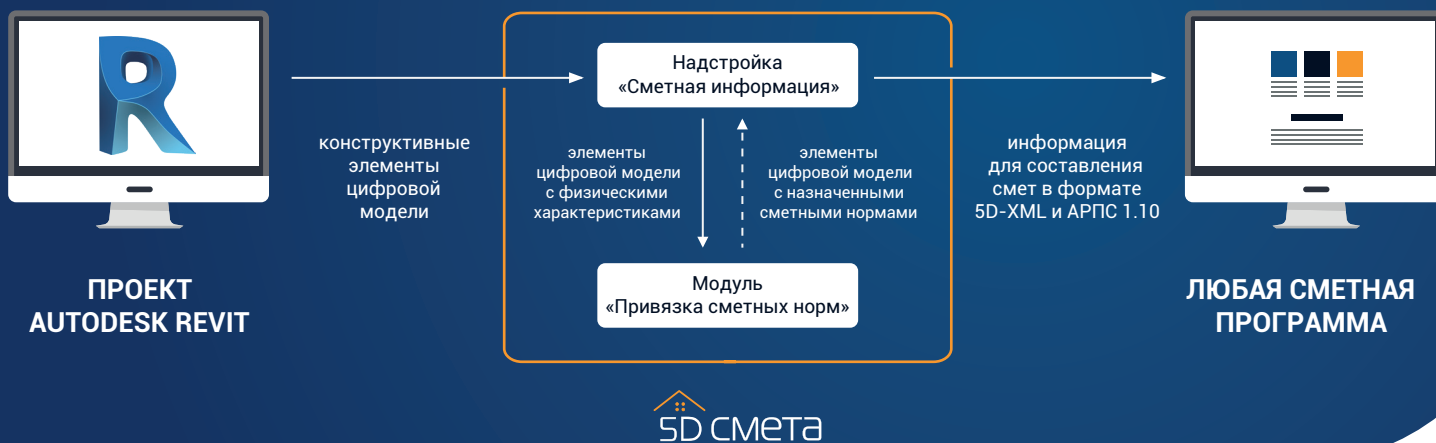 Надстройка
«Сметная информация»
конструктивные
элементы
цифровой
модели
элементы
цифровой модели
с физическими
характеристиками
элементы
цифровой модели
с назначенными
сметными нормами
информация
для составления
смет в формате
5D-XML и АРПС 1.10
Модуль
«Привязка сметных норм»
ПРОЕКТ
AUTODESK REVIT
ЛЮБАЯ СМЕТНАЯ
ПРОГРАММА
5D смета